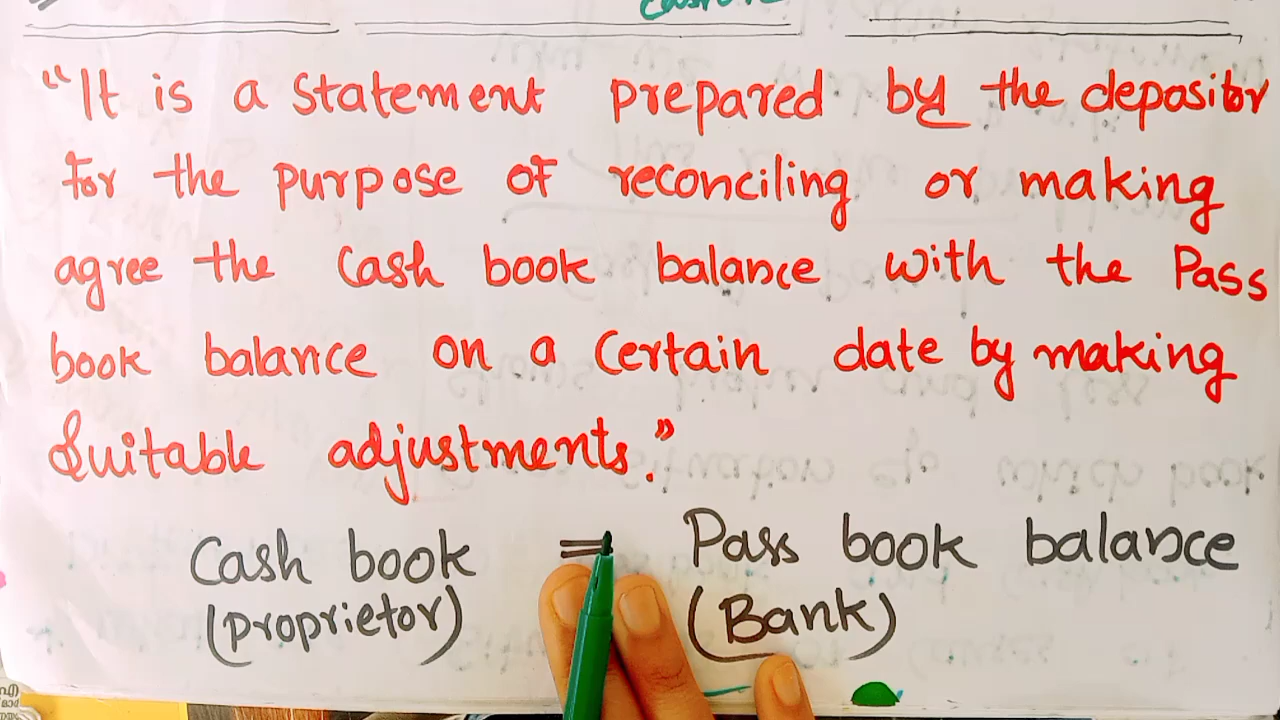 “It is a statement prepared by the depositor
for the purpose of reconciling or making
agree the Cash book balance with the Pass
book balance on a Certain date by making
Suitable adjustments.”
Cash book = Pass book balance
(proprietor) (Bank)